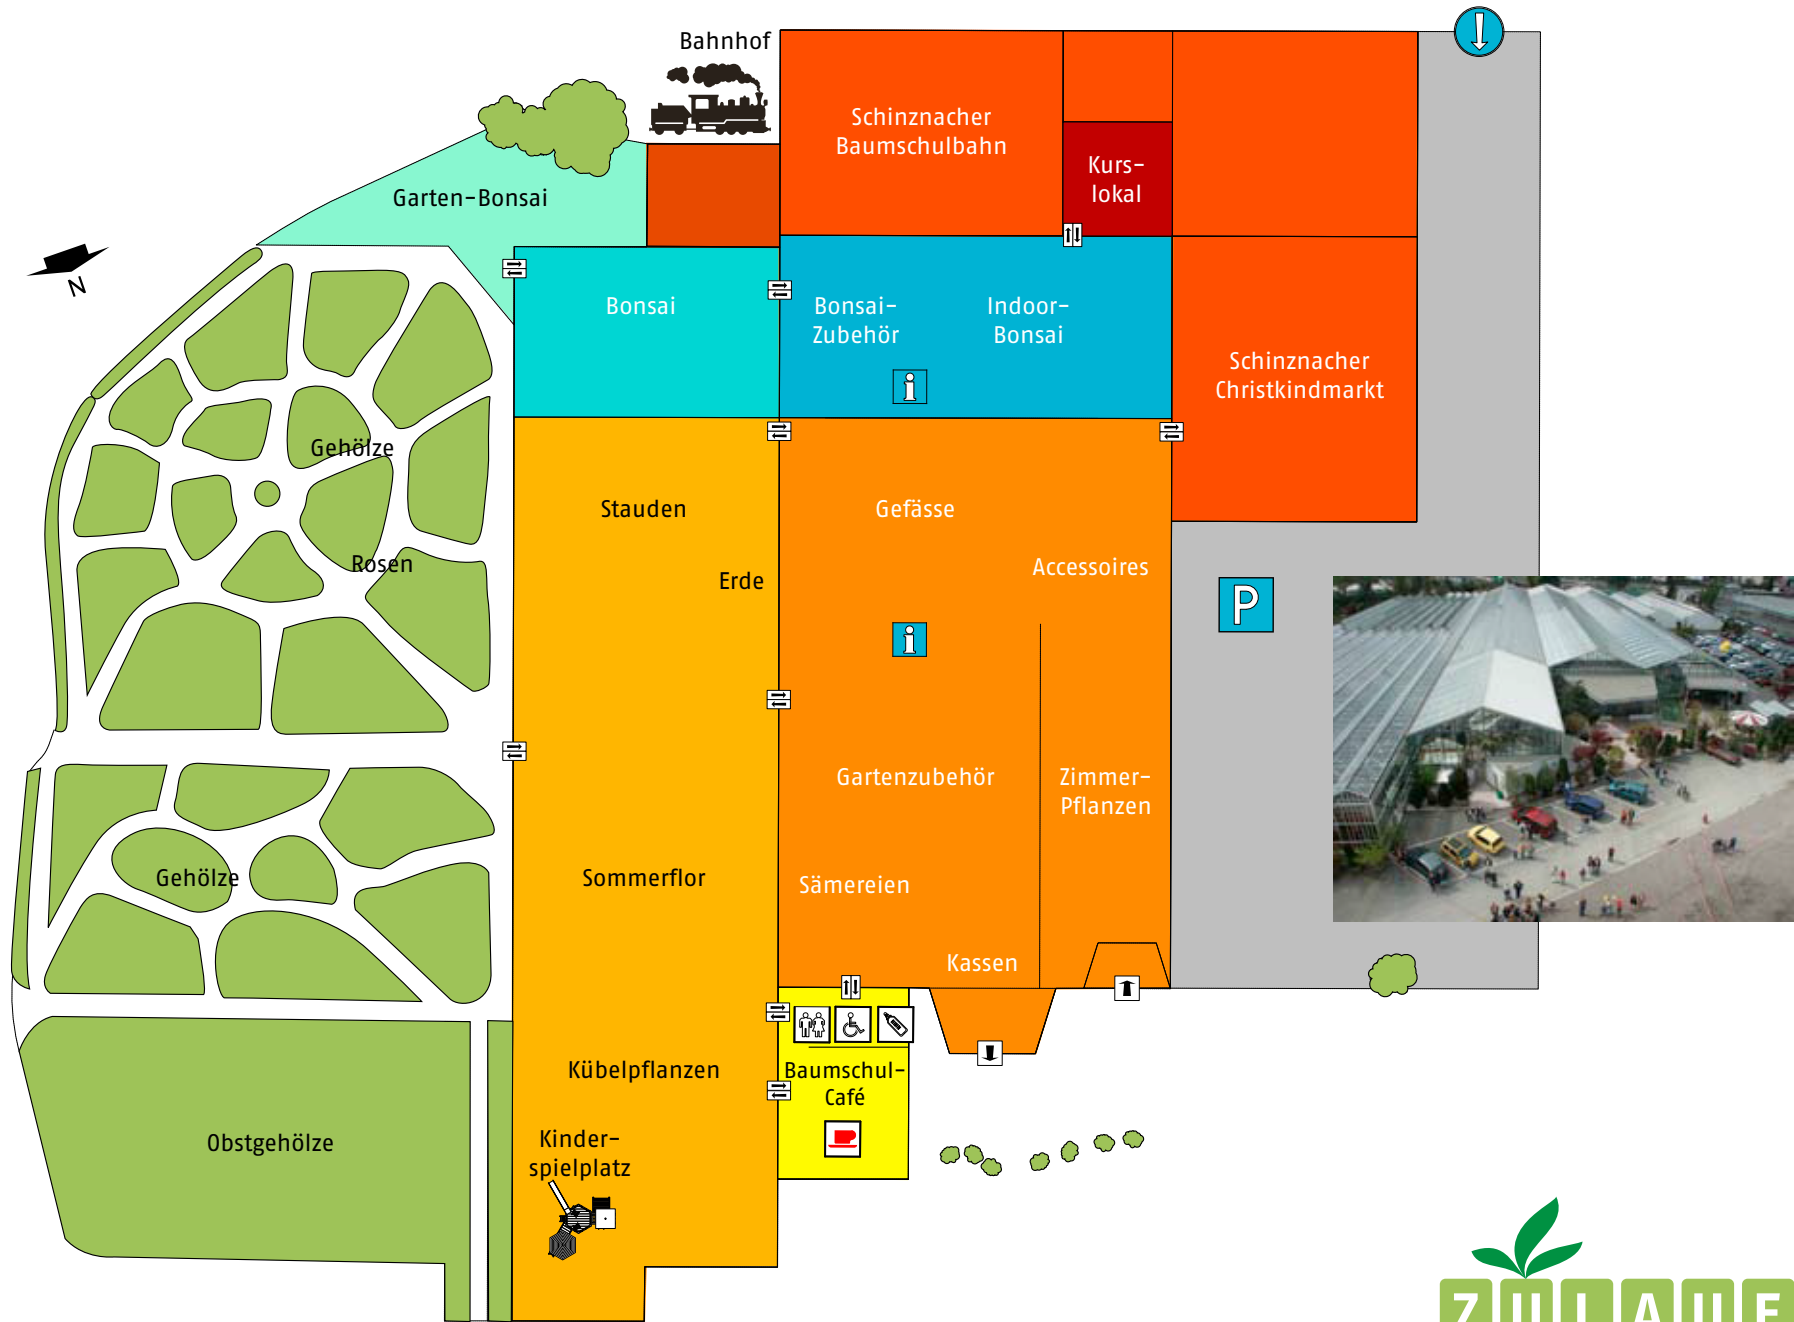 Bahnhof
Schinznacher
Baumschulbahn
Kurs-
lokal
Garten-Bonsai
N
Bonsai
Bonsai-
Zubehör
Indoor-
Bonsai
i
Schinznacher
Christkindmarkt
Gehölze
Stauden
Gefässe
Rosen
Erde
Accessoires
i
P
Gartenzubehör
Zimmer-
Pflanzen
Gehölze
Sommerflor
Sämereien
Kassen
Kübelpflanzen
Baumschul-
Café
Obstgehölze
Kinder-
spielplatz
ZULAUF